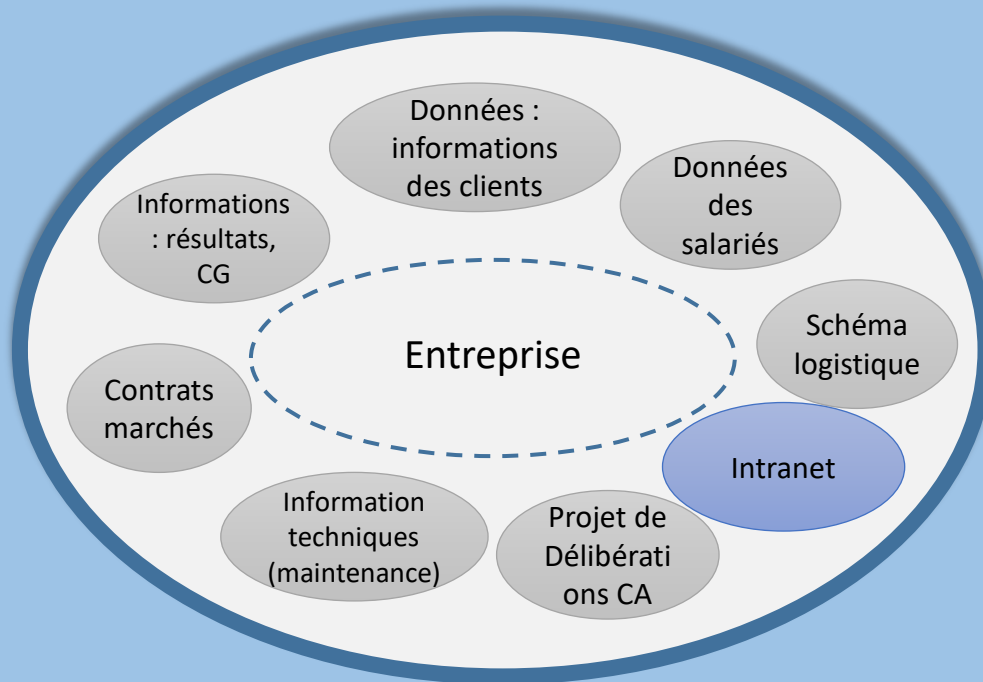 Données :
informations
des clients
Données
des
salariés
Informations
: résultats,
CG
Entreprise
Schéma
logistique
Contrats
marchés
Intranet
Information
techniques
(maintenance)
Projet de
Délibérati
ons CA